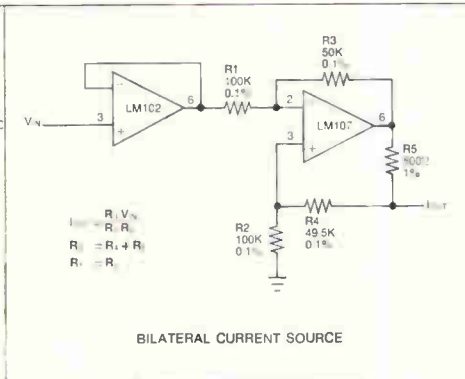 R3
50K
0.1%
R1
100K
0.1%
LM102
6
3
VIN
+
2
3
LM107
6
+
R5
1%
R4
49.5K
0.1%
R2
100K
0.1%
BILATERAL CURRENT SOURCE